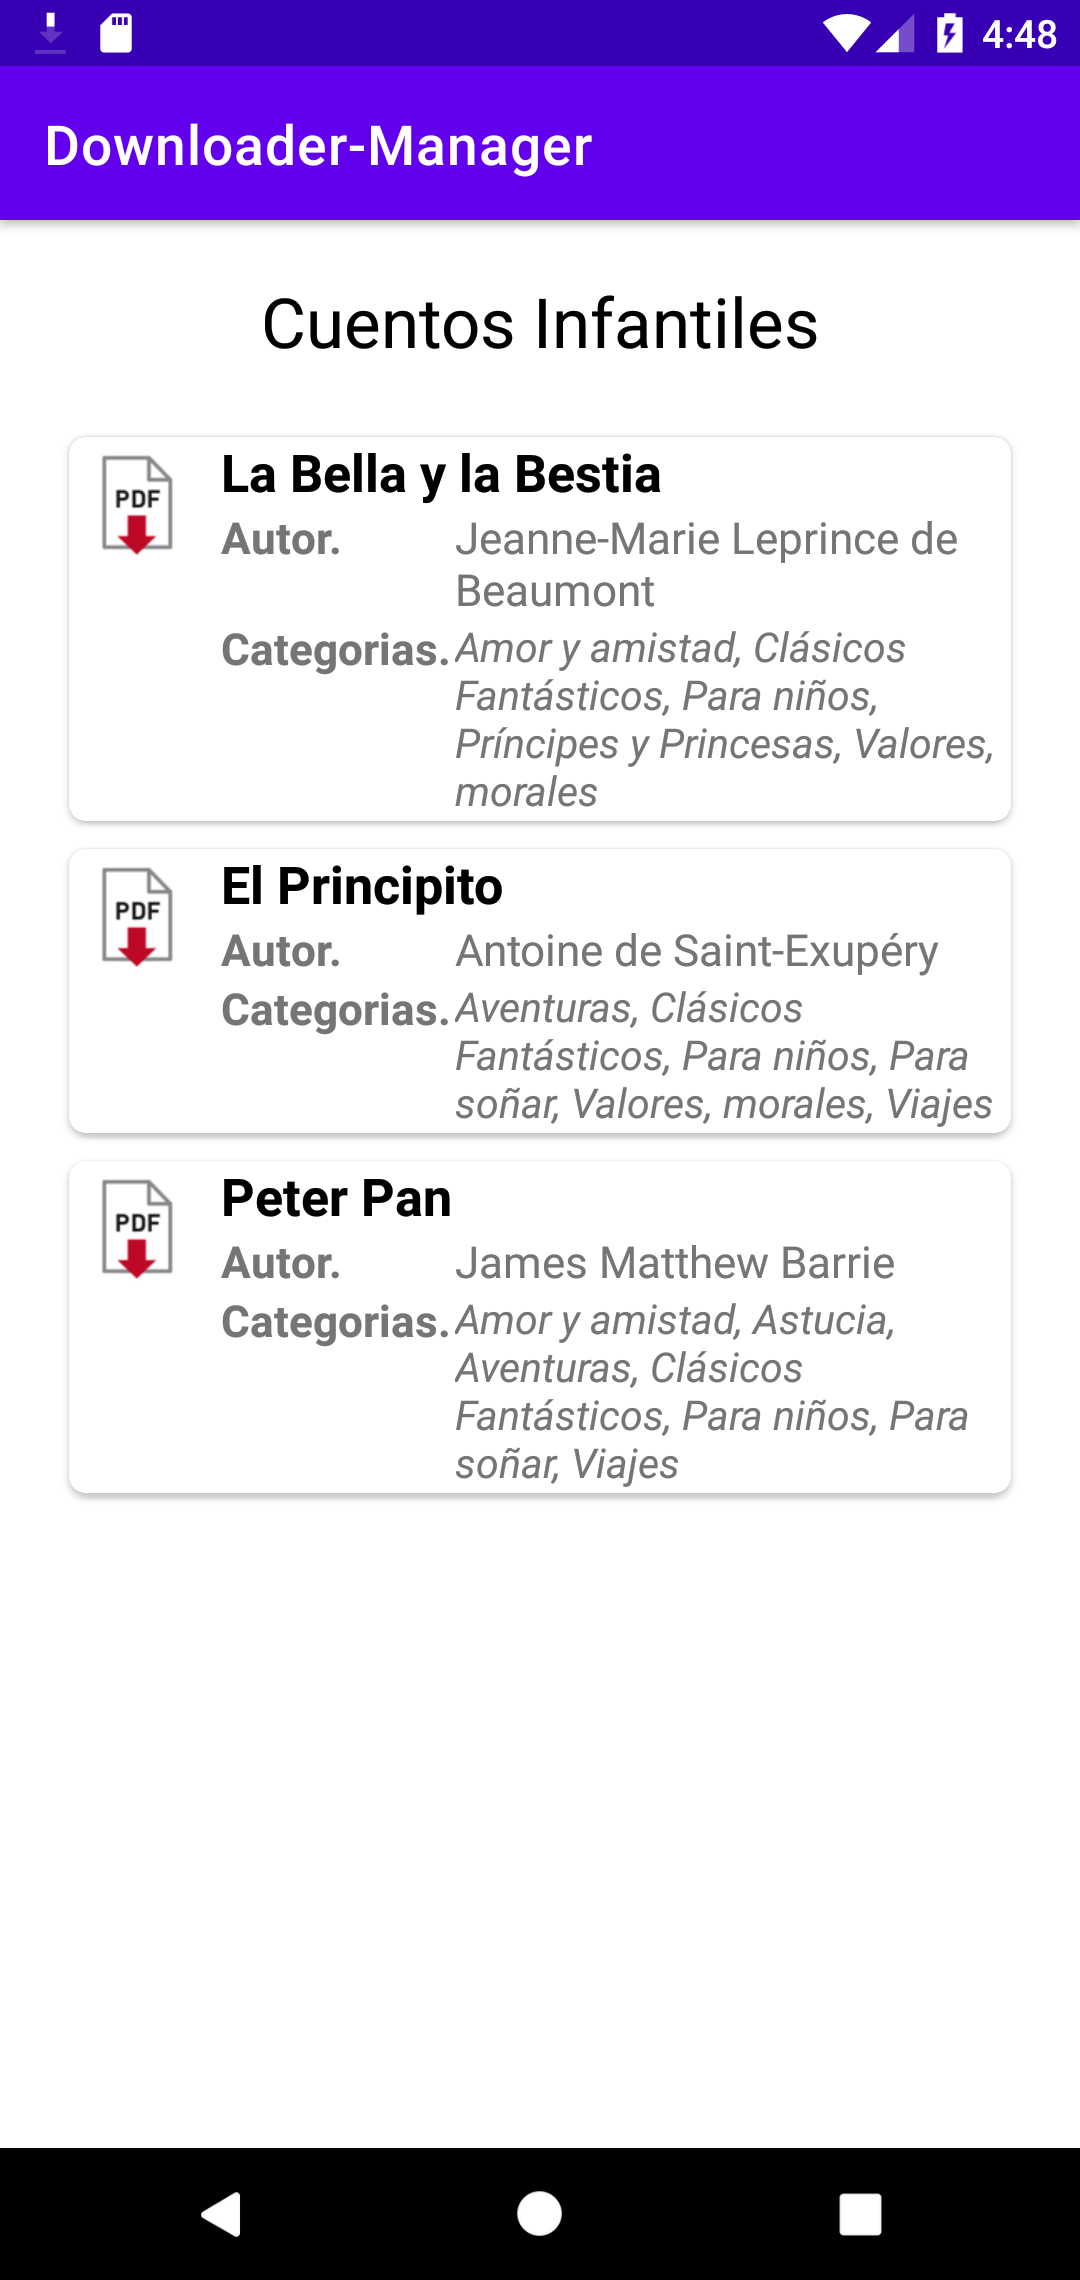 4:48
Downloader-Manager
Cuentos Infantiles
PDF
La Bella y la Bestia
Autor.
Jeanne-Marie Leprince de
Beaumont
Categorias.
Amor y amistad, Clásicos
Fantásticos, Para niños,
Príncipes y Princesas, Valores,
morales
PDF
El Principito
Autor.
Antoine de Saint-Exupéry
Categorias.
Aventuras, Clásicos
Fantásticos, Para niños, Para
soñar, Valores, morales, Viajes
PDF
Peter Pan
Autor.
James Matthew Barrie
Categorias.
Amor y amistad, Astucia,
Aventuras, Clásicos
Fantásticos, Para niños, Para
soñar, Viajes